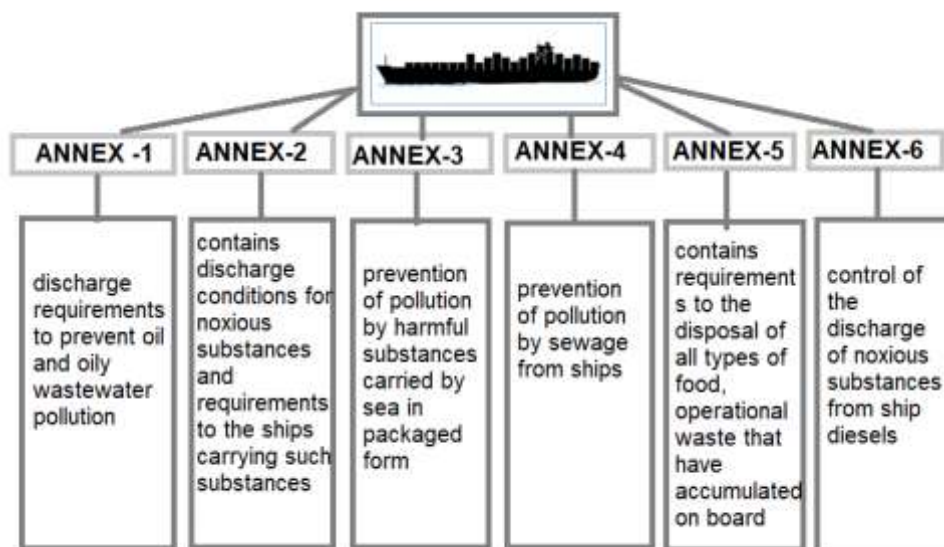 ANNEX -1
ANNEX-2
ANNEX-3
ANNEX-4
ANNEX-5
ANNEX-6
discharge
requirements
to prevent oil
and oily
wastewater
pollution
contains
discharge
conditions for
noxious
substances
and
requirements
to the ships
carrying such
substances
prevention
of pollution
by harmful
substances
carried by
sea in
packaged
form
prevention
of pollution
by sewage
from ships
contains
requirement
s to the
disposal of
all types of
food,
operational
waste that
have
accumulated
on board
control of
the
discharge
of noxious
substances
from ship
diesels